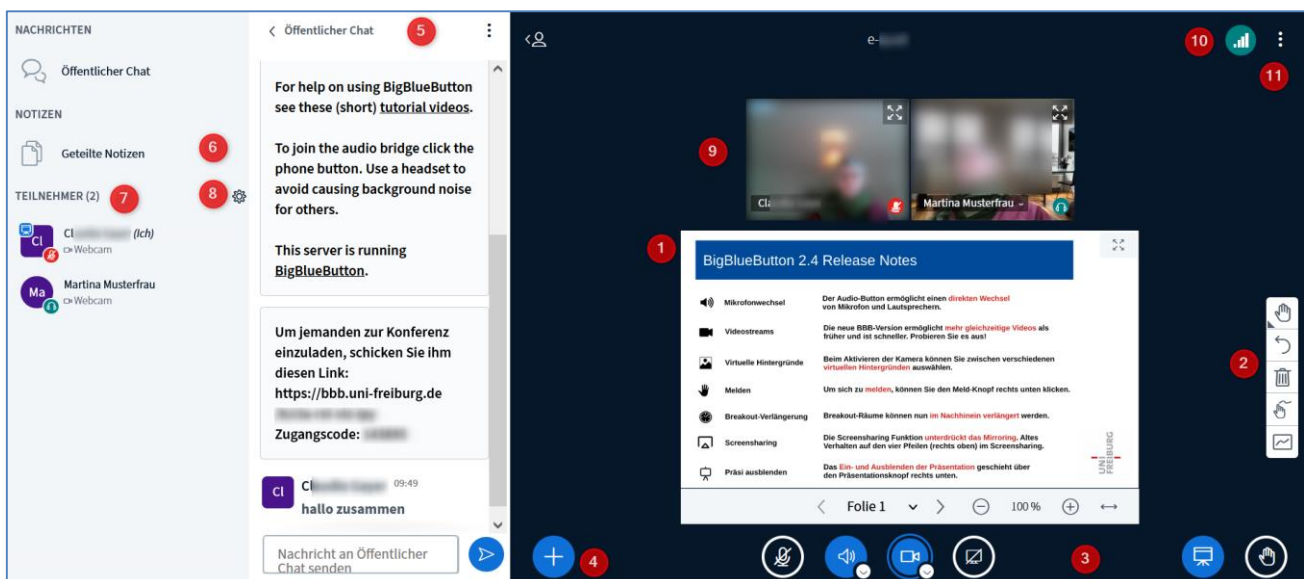 NACHRICHTEN
Öffentlicher Chat
NOTIZEN
Geteilte Notizen
6
TEILNEHMER (2)
7
8
Cl
Cl
(Ich)
Webcam
Ma
Martina Musterfrau
Webcam
Öffentlicher Chat
5
For help on using BigBlueButton
see these (short) tutorial videos.
To join the audio bridge click the
phone button. Use a headset to
avoid causing background noise
for others.
This server is running
BigBlueButton.
Um jemanden zur Konferenz
einzuladen, schicken Sie ihm
diesen Link:
https://bbb.uni-freiburg.de
Zugangscode:
Cl
09:49
hallo zusammen
Nachricht an Öffentlicher
Chat senden
e-
10
11
9
Martina Musterfrau
1
BigBlueButton 2.4 Release Notes
Mikrofonwechsel
Der Audio-Button ermöglicht einen direkten Wechsel
von Mikrofon und Lautsprechern.
Videostreams
Die neue BBB-Version ermöglicht mehr gleichzeitige Videos als
früher und ist schneller. Probieren Sie es aus!
Virtuelle Hintergründe
Beim Aktivieren der Kamera können Sie zwischen verschiedenen
virtuellen Hintergründen auswählen.
Melden
Um sich zu melden, können Sie den Meld-Knopf rechts unten klicken.
Breakout-Verlängerung
Breakout-Räume können nun im Nachhinein verlängert werden.
Screensharing
Die Screensharing Funktion unterdrückt das Mirroring. Altes
Verhalten auf den vier Pfeilen (rechts oben) im Screensharing.
Präsi ausblenden
Das Ein- und Ausblenden der Präsentation geschieht über
den Präsentationsknopf rechts unten.
UNI
FREIBURG
Folie 1
100 %
2
4
3